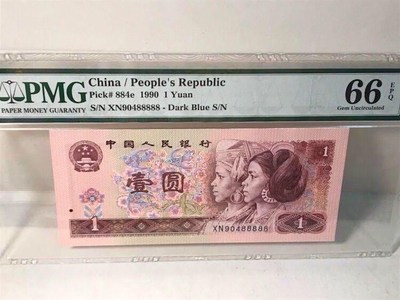 China / People's Republic
Pick# 884e 1990 1 Yuan
S/N XN90488888 - Dark Blue S/N
PMG
PAPER MONEY GUARANTY
66 EPQ
Gem Uncirculated
中国人民银行
1
壹圆
1
XN90488888
1